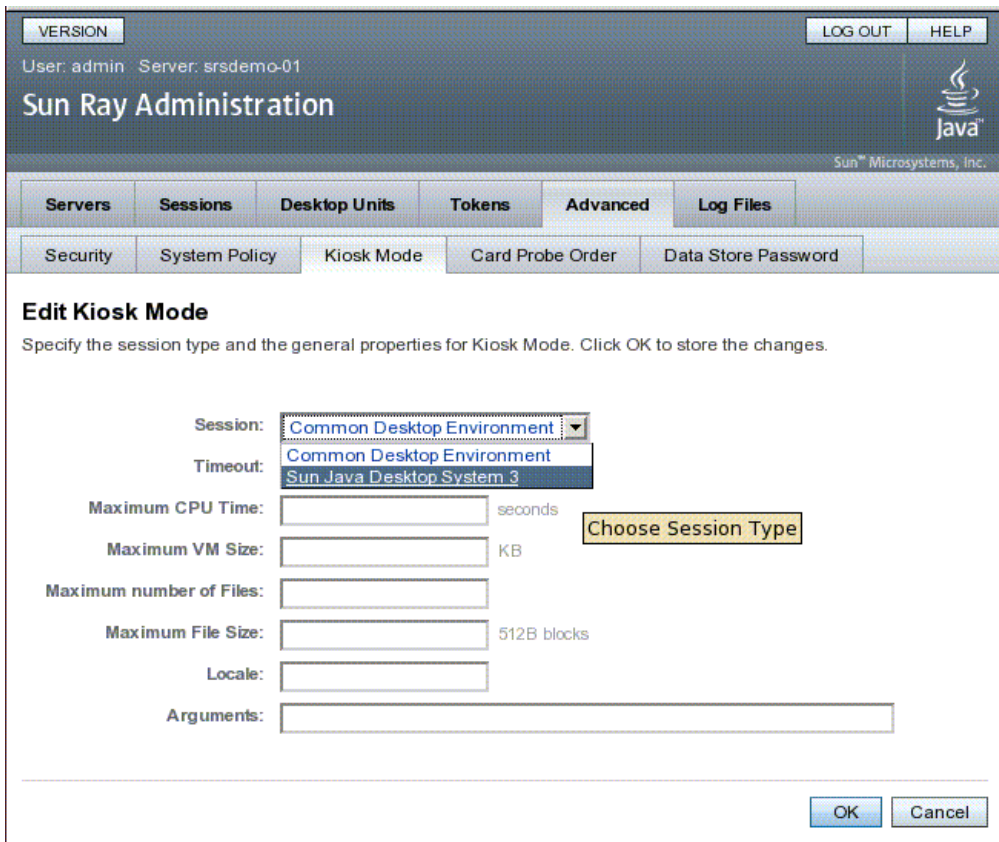 VERSION LOG OUT HELP
User: admin Server: srsdemo-01
Sun Ray Administration
Java™
Sun™ Microsystems, Inc.
Servers Sessions Desktop Units Tokens Advanced Log Files
Security System Policy Kiosk Mode Card Probe Order Data Store Password
Edit Kiosk Mode
Specify the session type and the general properties for Kiosk Mode. Click OK to store the changes.
Session: Common Desktop Environment
Common Desktop Environment
Timeout: Sun Java Desktop System 3
Maximum CPU Time: seconds
Choose Session Type
Maximum VM Size: KB
Maximum number of Files:
Maximum File Size: 512B blocks
Locale:
Arguments:
OK Cancel